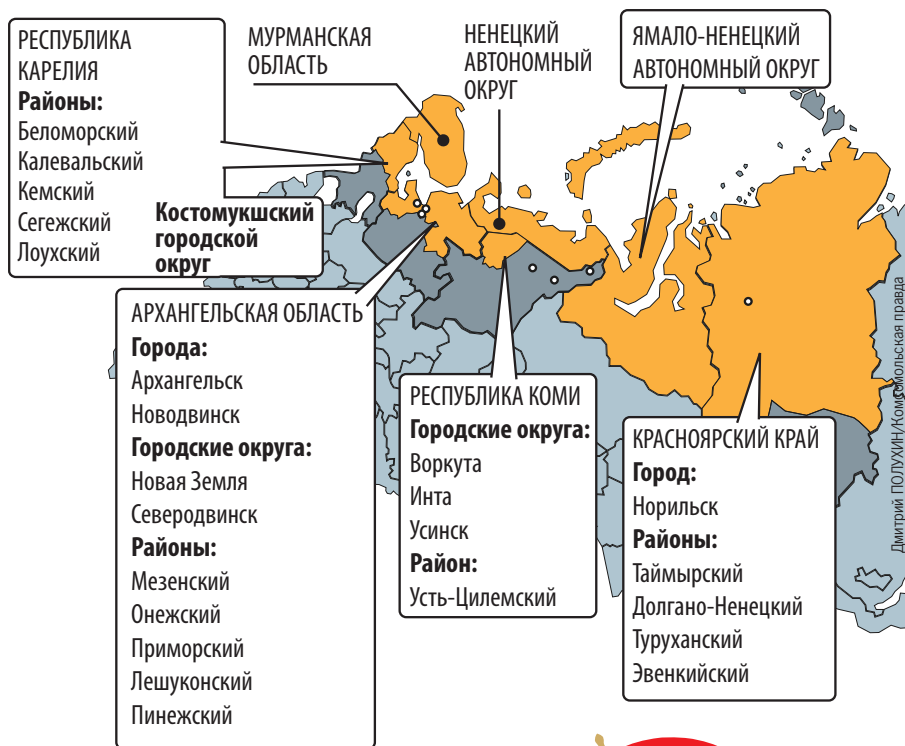 РЕСПУБЛИКА
КАРЕЛИЯ
Районы:
Беломорский
Калевальский
Кемский
Сегежский
Лоухский
Костомукшский
городской
округ
МУРМАНСКАЯ
ОБЛАСТЬ
НЕНЕЦКИЙ
АВТОНОМНЫЙ
ОКРУГ
ЯМАЛО-НЕНЕЦКИЙ
АВТОНОМНЫЙ ОКРУГ
АРХАНГЕЛЬСКАЯ ОБЛАСТЬ
Города:
Архангельск
Новодвинск
Городские округа:
Новая Земля
Северодвинск
Районы:
Мезенский
Онежский
Приморский
Лешуконский
Пинежский
РЕСПУБЛИКА КОМИ
Городские округа:
Воркута
Инта
Усинск
Район:
Усть-Цилемский
КРАСНОЯРСКИЙ КРАЙ
Город:
Норильск
Районы:
Таймырский
Долгано-Ненецкий
Туруханский
Эвенкийский
Дмитрий ПОЛУХИН/Комсомольская правда